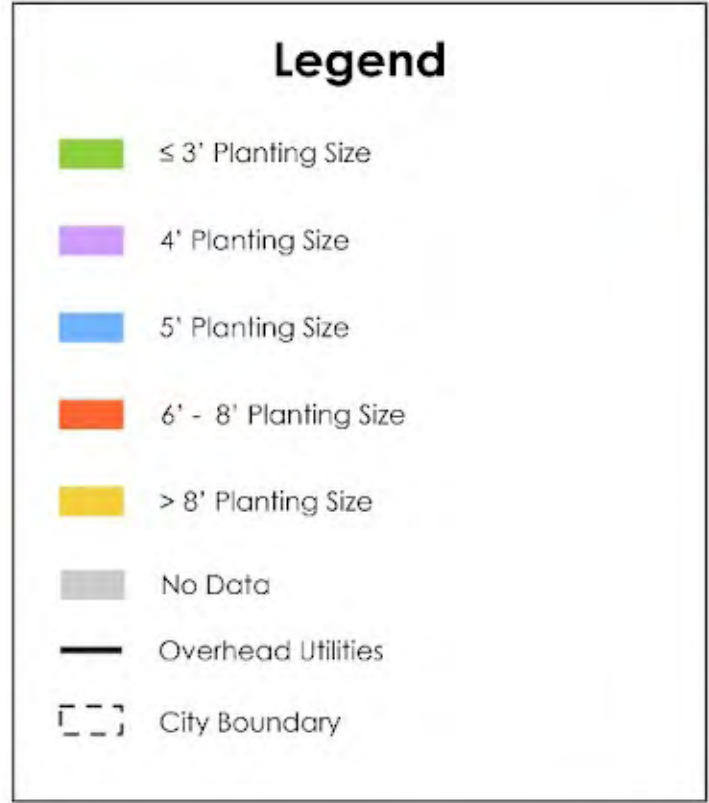 Legend
≤ 3' Planting Size
4' Planting Size
5' Planting Size
6' - 8' Planting Size
> 8' Planting Size
No Data
Overhead Utilities
City Boundary